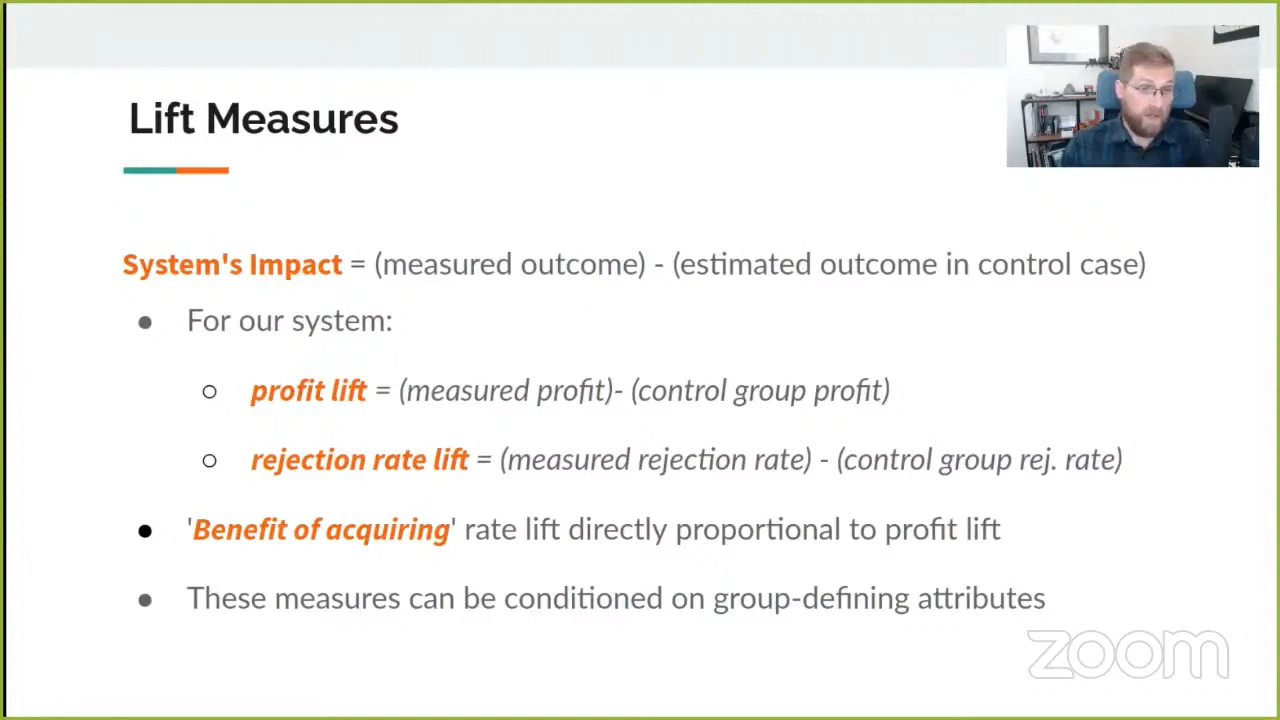 Lift Measures
System's Impact = (measured outcome) - (estimated outcome in control case)
● For our system:
○ profit lift = (measured profit)- (control group profit)
○ rejection rate lift = (measured rejection rate) - (control group rej. rate)
● 'Benefit of acquiring' rate lift directly proportional to profit lift
● These measures can be conditioned on group-defining attributes
zoom